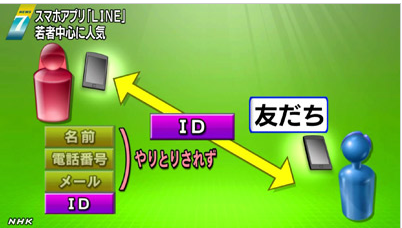 NEWS 7
スマホアプリ「LINE」
若者中心に人気
ID
友だち
名前
電話番号
メール
ID
やりとりされず
NHK